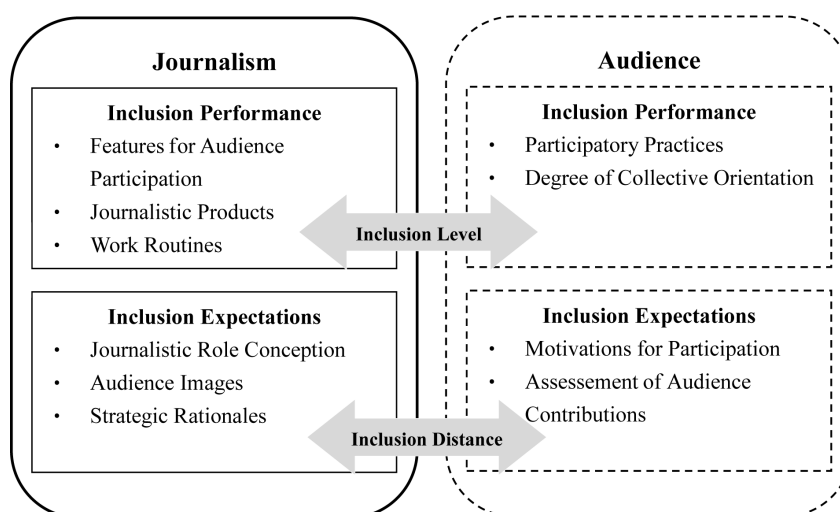 Journalism
Inclusion Performance
• Features for Audience
Participation
• Journalistic Products
• Work Routines
Inclusion Expectations
• Journalistic Role Conception
• Audience Images
• Strategic Rationales
Inclusion Level
Inclusion Distance
Audience
Inclusion Performance
• Participatory Practices
• Degree of Collective Orientation
Inclusion Expectations
• Motivations for Participation
• Assessement of Audience
Contributions